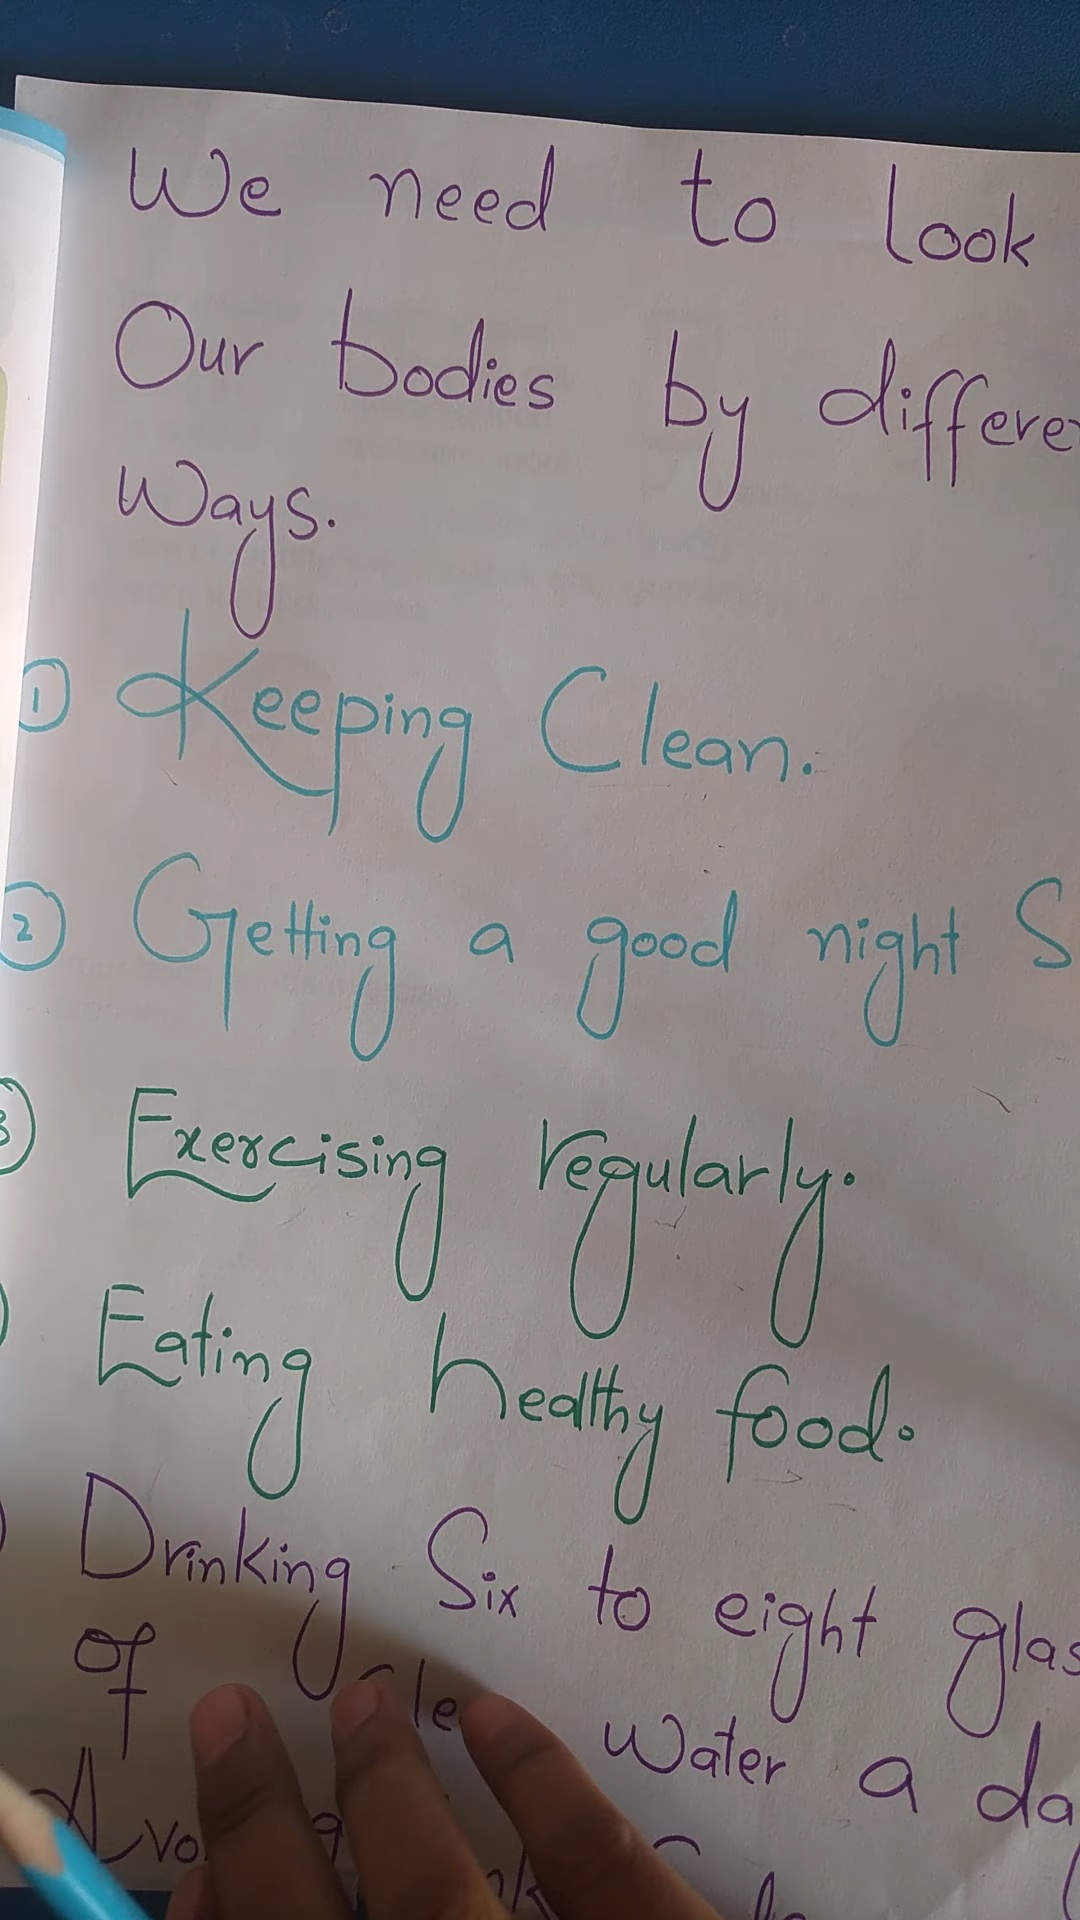 We need to look
Our bodies by differe
Ways.
1 Keeping Clean.
2 Getting a good night S
3 Exercising regularly.
Eating healthy food.
Drinking Six to eight glas
of Cle Water a da